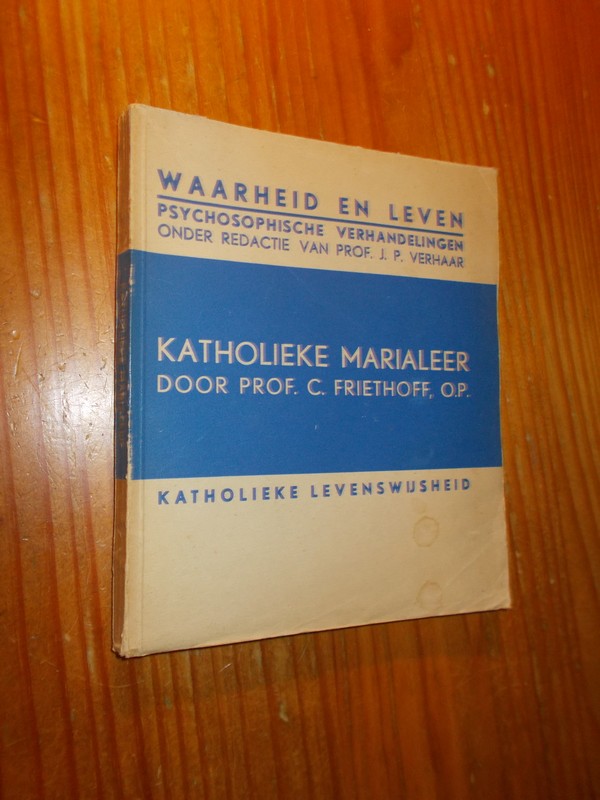 WAARHEID EN LEVEN
PSYCHOSOPHISCHE VERHANDELINGEN
ONDER REDACTIE VAN PROF. J. P. VERHAAR
KATHOLIEKE MARIALEER
DOOR PROF. C. FRIETHOFF, O.P.
KATHOLIEKE LEVENSWIJSHEID